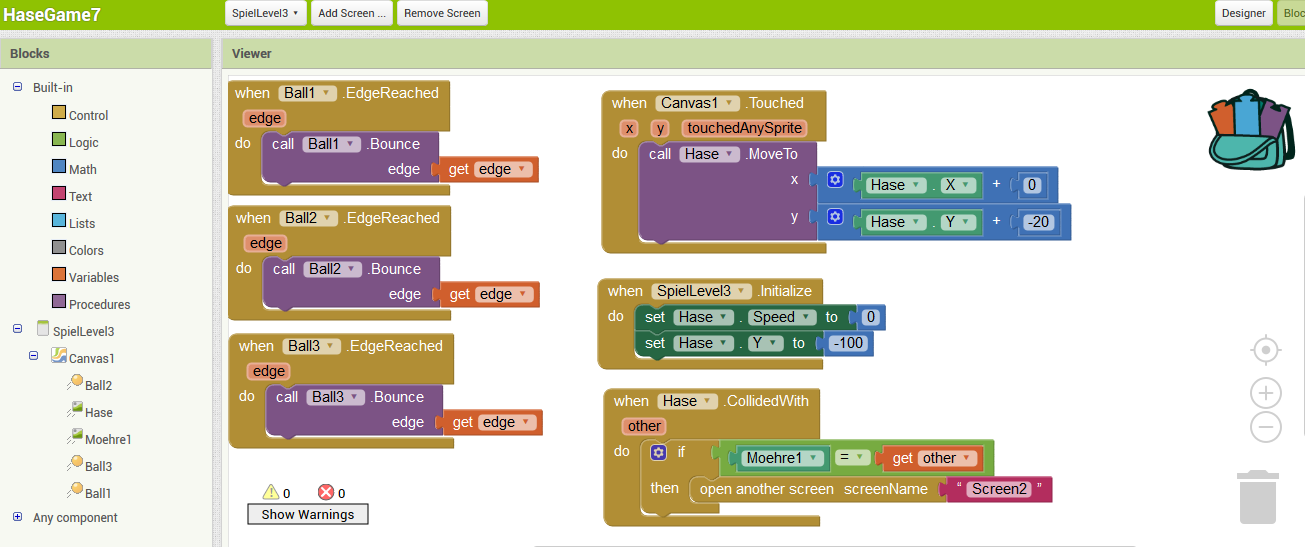 HaseGame7
SpielLevel3
Add Screen ...
Remove Screen
Designer
Bloc
Blocks
Viewer
Built-in
Control
Logic
Math
Text
Lists
Colors
Variables
Procedures
SpielLevel3
Canvas1
Ball2
Hase
Moehre1
Ball3
Ball1
Any component
when Ball1 .EdgeReached
edge
do call Ball1 .Bounce
edge get edge
when Ball2 .EdgeReached
edge
do call Ball2 .Bounce
edge get edge
when Ball3 .EdgeReached
edge
do call Ball3 .Bounce
edge get edge
0 0
Show Warnings
when Canvas1 .Touched
x y touchedAnySprite
do call Hase .MoveTo
x Hase . X + 0
y Hase . Y + -20
when SpielLevel3 .Initialize
do set Hase . Speed to 0
set Hase . Y to -100
when Hase .CollidedWith
other
do if Moehre1 = get other
then open another screen screenName “ Screen2 ”